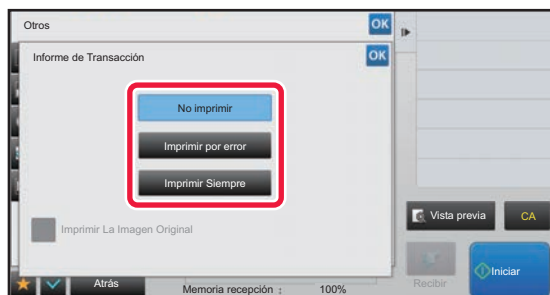 Otros
OK
Informe de Transacción
OK
No imprimir
Imprimir por error
Imprimir Siempre
Imprimir La Imagen Original
Vista previa
CA
Atrás
Memoria recepción :
100%
Recibir
Iniciar